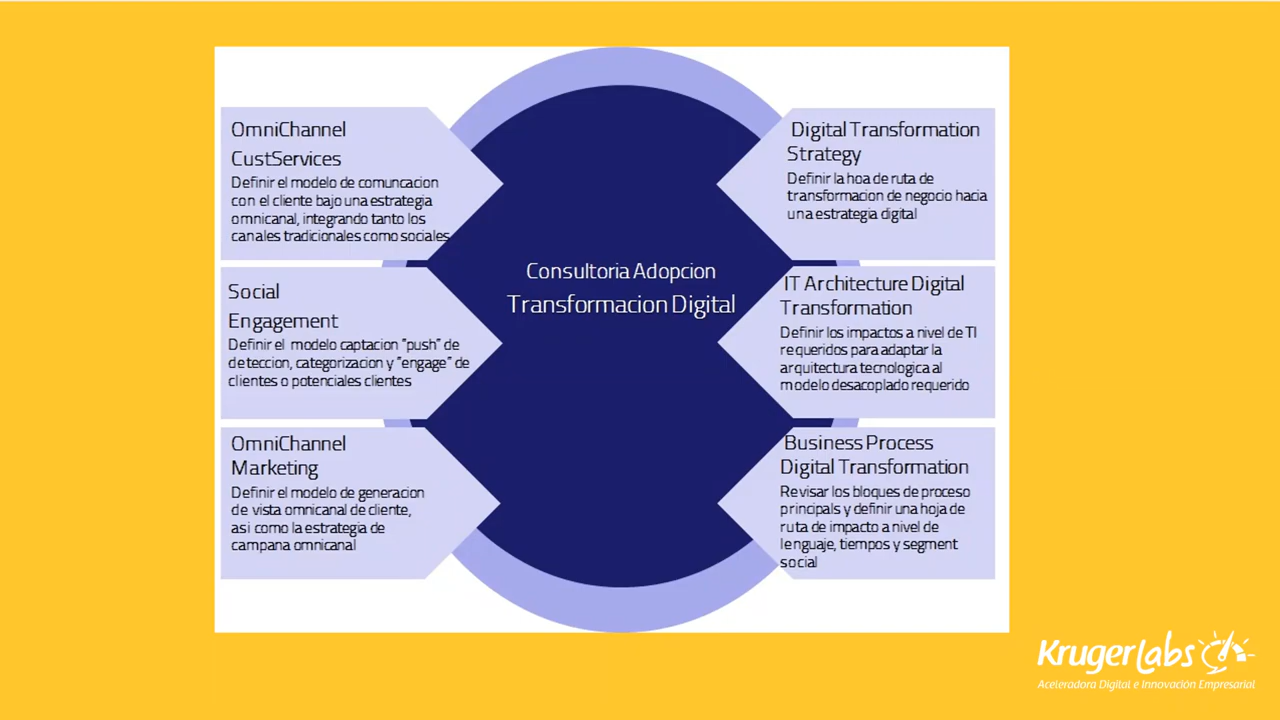 OmniChannel
CustServices
Definir el modelo de comuncacion
con el cliente bajo una estrategia
omnicanal, integrando tanto los
canales tradicionales como sociales
Social
Engagement
Definir el modelo captacion "push" de
deteccion, categorizacion y "engage" de
clientes o potenciales clientes
OmniChannel
Marketing
Definir el modelo de generacion
de vista omnicanal de cliente,
asi como la estrategia de
campana omnicanal
Consultoria Adopcion
Transformacion Digital
Digital Transformation
Strategy
Definir la hoa de ruta de
transformacion de negocio hacia
una estrategia digital
IT Architecture Digital
Transformation
Definir los impactos a nivel de TI
requeridos para adaptar la
arquitectura tecnologica al
modelo desacoplado requerido
Business Process
Digital Transformation
Revisar los bloques de proceso
principals y definir una hoja de
ruta de impacto a nivel de
lenguaje, tiempos y segment
social
KrugerLabs
Aceleradora Digital e Innovación Empresarial